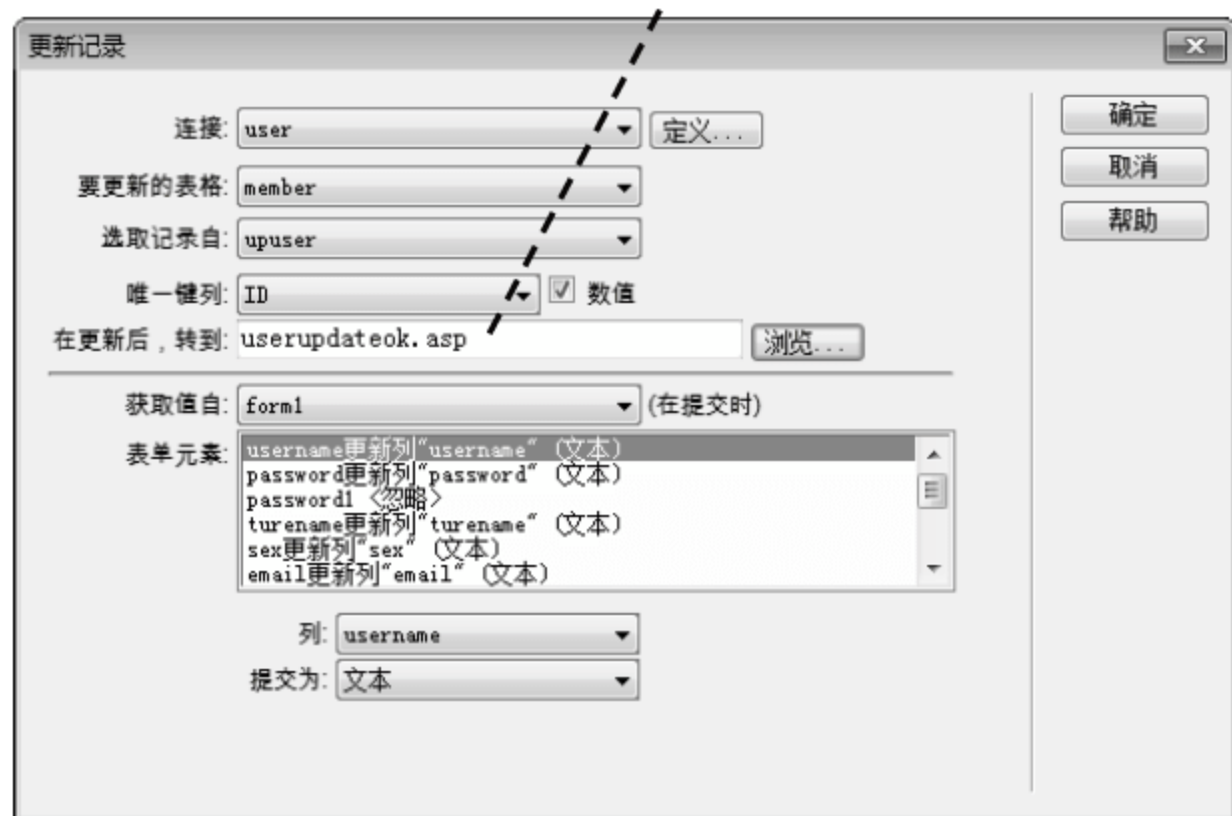 更新记录
连接: user 定义...
要更新的表格: member
选取记录自: upuser
唯一键列: ID 数值
在更新后，转到: userupdateok.asp 浏览...
获取值自: form1 (在提交时)
表单元素: username更新列"username" (文本)
password更新列"password" (文本)
password1 <忽略>
turename更新列"turename" (文本)
sex更新列"sex" (文本)
email更新列"email" (文本)
列: username
提交为: 文本
确定
取消
帮助